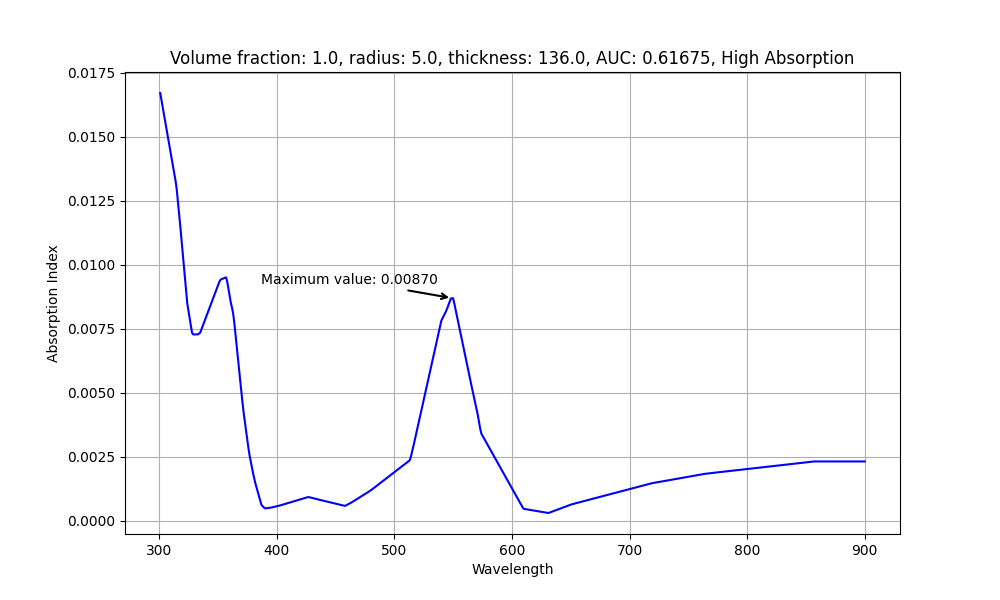 Volume fraction: 1.0, radius: 5.0, thickness: 136.0, AUC: 0.61675, High Absorption
0.0175
0.0150
0.0125
0.0100
0.0075
0.0050
0.0025
0.0000
Absorption Index
Maximum value: 0.00870
300 400 500 600 700 800 900
Wavelength